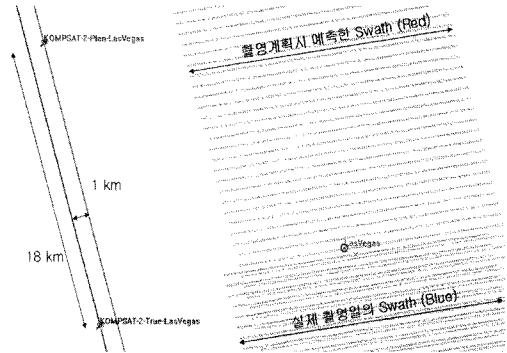 KOMPSAT-2-Plan-LasVegas
촬영계획시 예측한 Swath (Red)
1 km
LasVegas
18 km
실제 촬영일의 Swath (Blue)
KOMPSAT-2-True-LasVegas